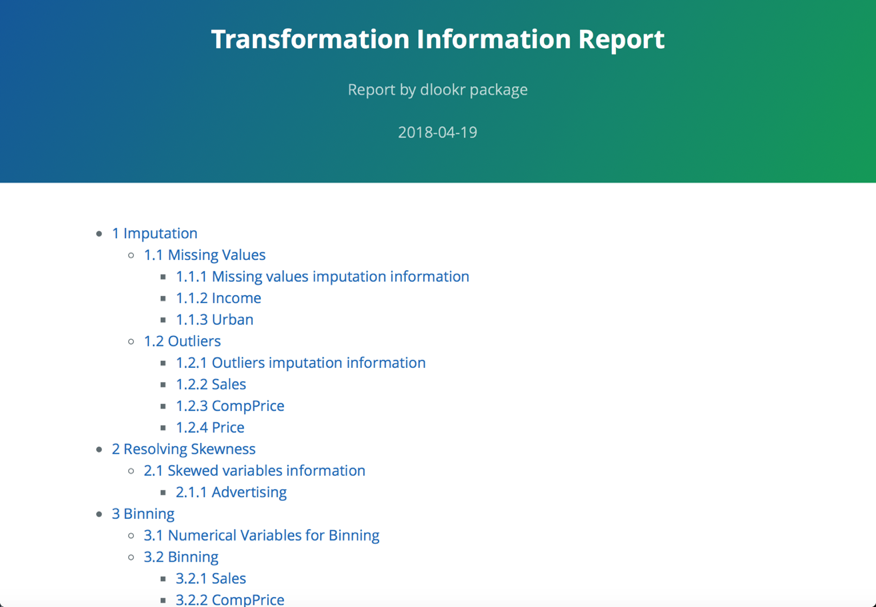 Transformation Information Report
Report by dlookr package
2018-04-19
1 Imputation
1.1 Missing Values
1.1.1 Missing values imputation information
1.1.2 Income
1.1.3 Urban
1.2 Outliers
1.2.1 Outliers imputation information
1.2.2 Sales
1.2.3 CompPrice
1.2.4 Price
2 Resolving Skewness
2.1 Skewed variables information
2.1.1 Advertising
3 Binning
3.1 Numerical Variables for Binning
3.2 Binning
3.2.1 Sales
3.2.2 CompPrice